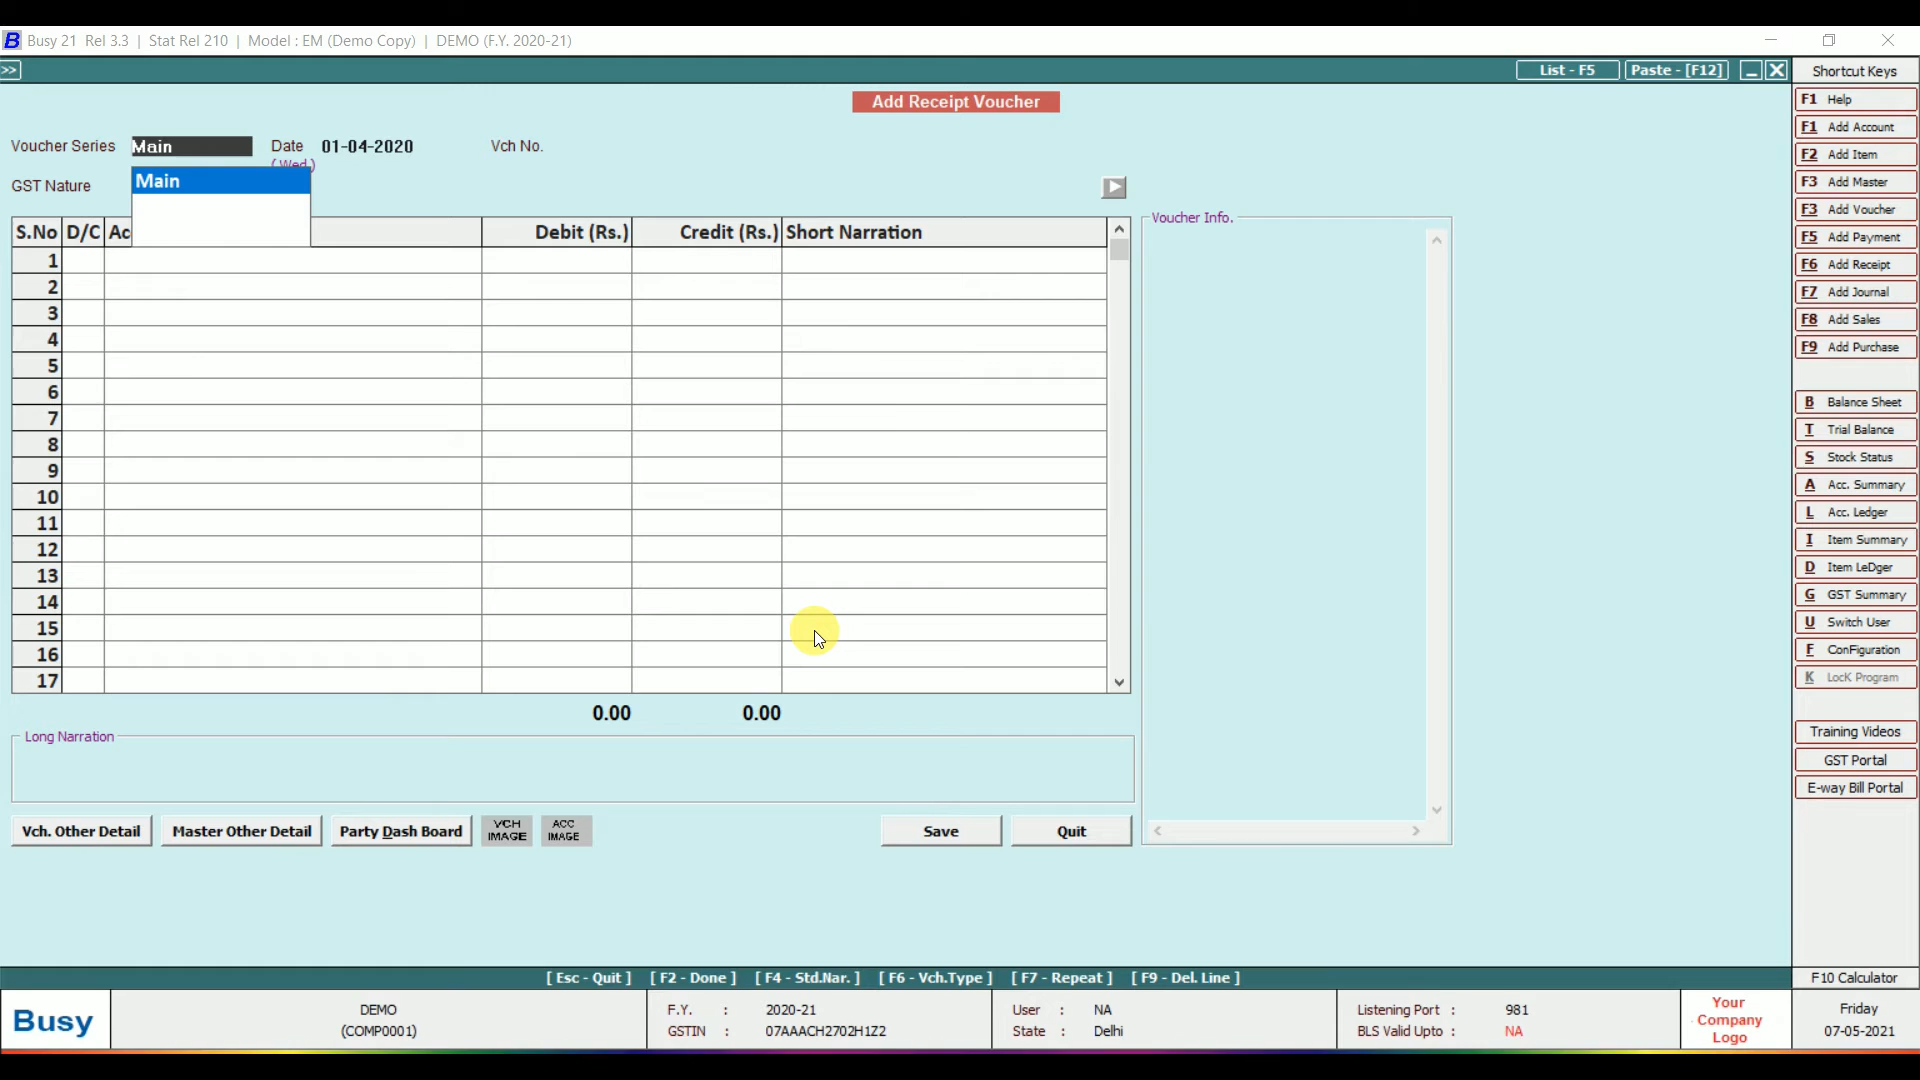 B Busy 21 Rel 3.3 | Stat Rel 210 | Model : EM (Demo Copy) | DEMO (F.Y. 2020-21)
>> List - F5 Paste - [F12] Shortcut Keys
Add Receipt Voucher
Voucher Series Main Date 01-04-2020 Vch No.
(Wed.)
GST Nature Main
S.No D/C Ac Debit (Rs.) Credit (Rs.) Short Narration
Voucher Info.
1
2
3
4
5
6
7
8
9
10
11
12
13
14
15
16
17
0.00 0.00
Long Narration
Vch. Other Detail Master Other Detail Party Dash Board VCH IMAGE ACC IMAGE Save Quit
F1 Help
F1 Add Account
F2 Add Item
F3 Add Master
F3 Add Voucher
F5 Add Payment
F6 Add Receipt
F7 Add Journal
F8 Add Sales
F9 Add Purchase
B Balance Sheet
T Trial Balance
S Stock Status
A Acc. Summary
L Acc. Ledger
I Item Summary
D Item LeDger
G GST Summary
U Switch User
F ConFiguration
K LocK Program
Training Videos
GST Portal
E-way Bill Portal
[ Esc - Quit ] [ F2 - Done ] [ F4 - Std.Nar. ] [ F6 - Vch.Type ] [ F7 - Repeat ] [ F9 - Del. Line ] F10 Calculator
Busy
DEMO
(COMP0001)
F.Y. : 2020-21
GSTIN : 07AAACH2702H1Z2
User : NA
State : Delhi
Listening Port : 981
BLS Valid Upto : NA
Your
Company
Logo
Friday
07-05-2021